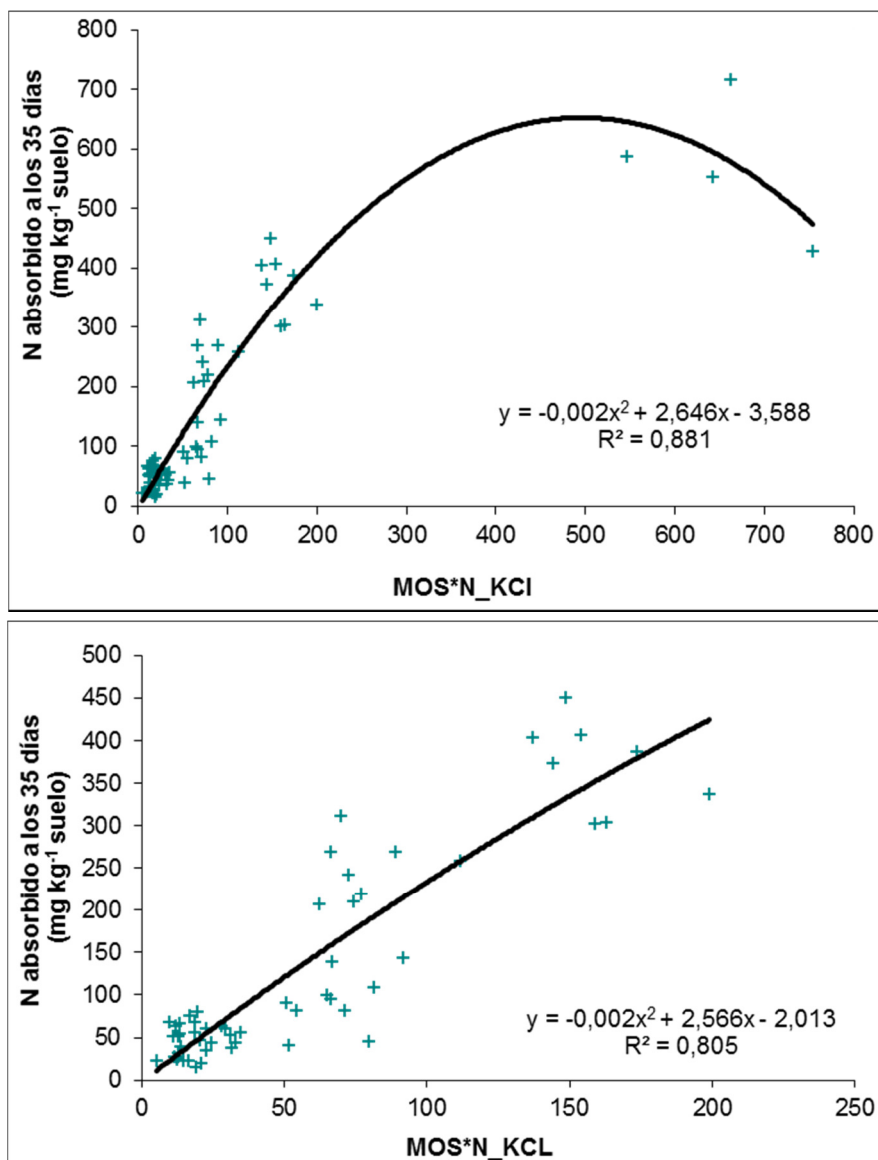 N absorbido a los 35 días
(mg kg-1 suelo)
800
700
600
500
400
300
200
100
0
y = -0,002x² + 2,646x - 3,588
R² = 0,881
0 100 200 300 400 500 600 700 800
MOS*N_KCl
N absorbido a los 35 días
(mg kg-1 suelo)
500
450
400
350
300
250
200
150
100
50
0
y = -0,002x² + 2,566x - 2,013
R² = 0,805
0 50 100 150 200 250
MOS*N_KCL